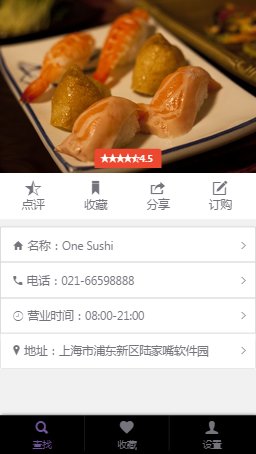 4.5
点评 收藏 分享 订购
名称：One Sushi
电话：021-66598888
营业时间：08:00-21:00
地址：上海市浦东新区陆家嘴软件园
查找 收藏 设置